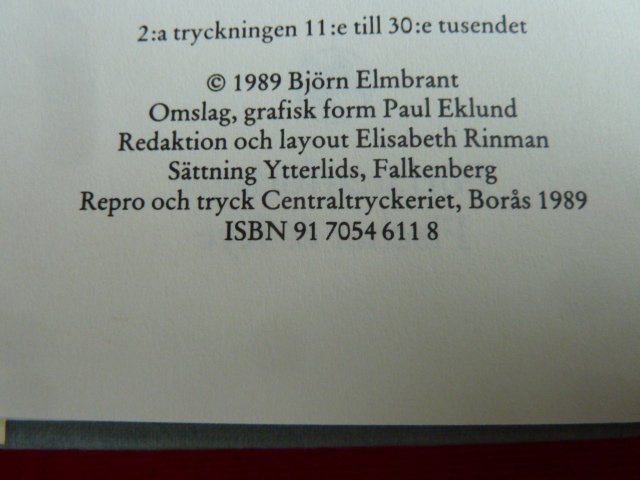 2:a tryckningen 11:e till 30:e tusendet
© 1989 Björn Elmbrant
Omslag, grafisk form Paul Eklund
Redaktion och layout Elisabeth Rinman
Sättning Ytterlids, Falkenberg
Repro och tryck Centraltryckeriet, Borås 1989
ISBN 91 7054 611 8